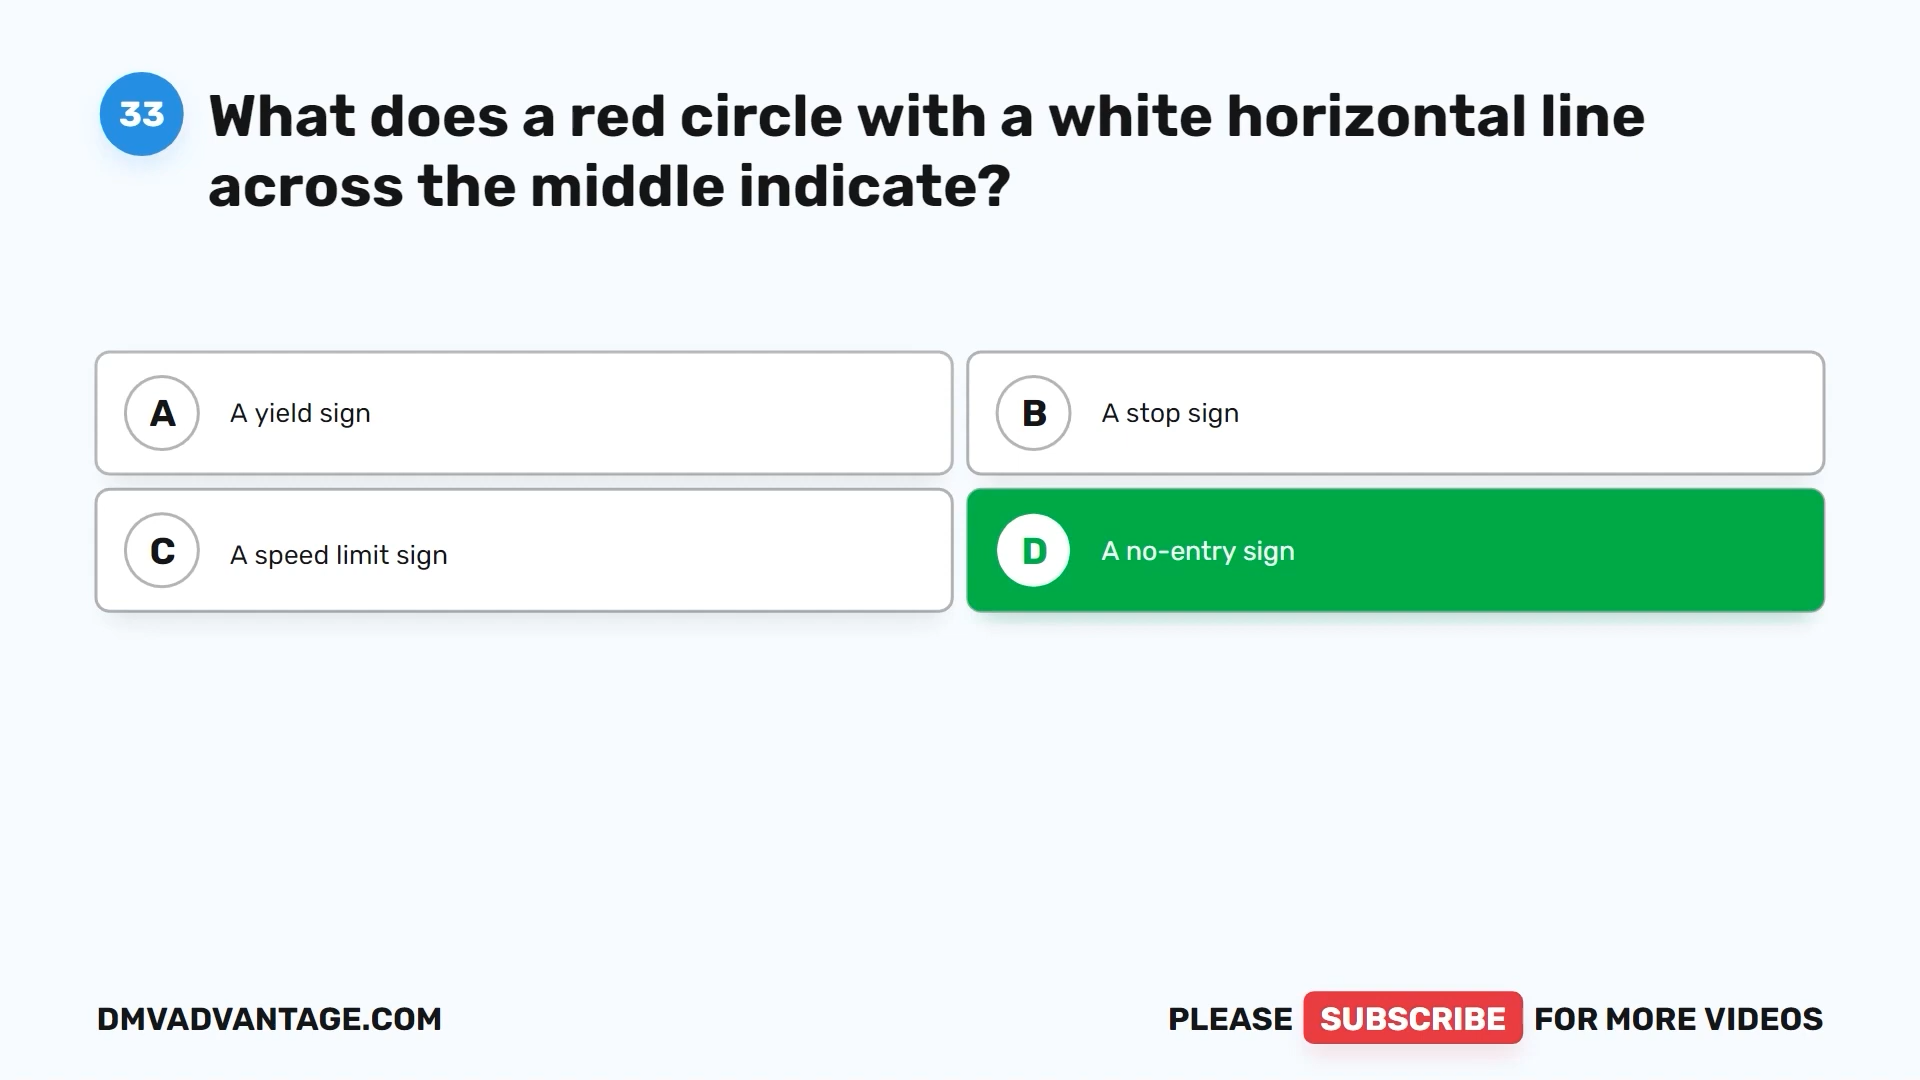 33
What does a red circle with a white horizontal line
across the middle indicate?
A
A yield sign
B
A stop sign
C
A speed limit sign
D
A no-entry sign
DMVADVANTAGE.COM
PLEASE SUBSCRIBE FOR MORE VIDEOS